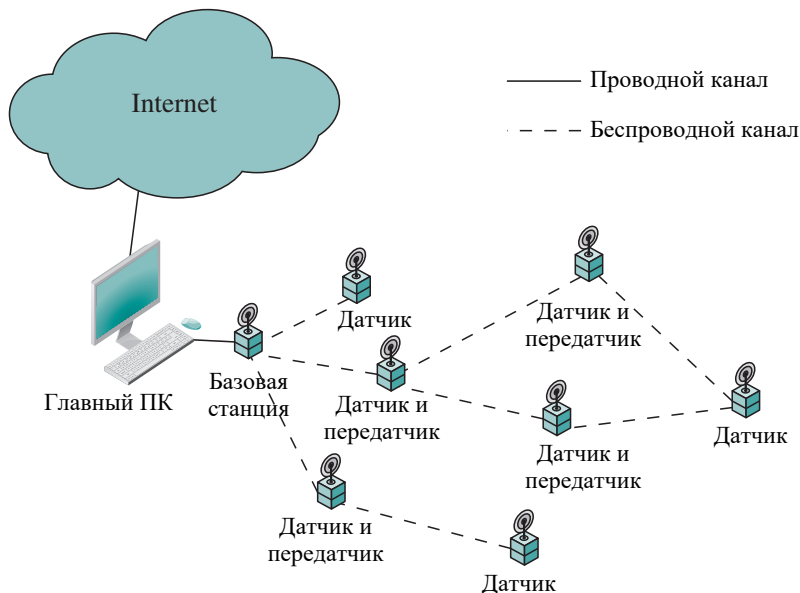 Internet
Проводной канал
Беспроводной канал
Датчик
Датчик и
передатчик
Главный ПК
Базовая
станция
Датчик и
передатчик
Датчик
Датчик и
передатчик
Датчик и
передатчик
Датчик